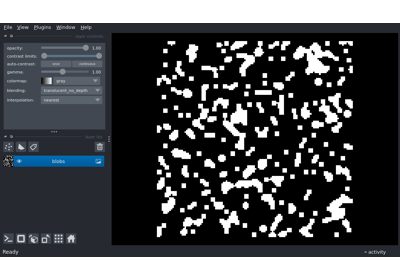 File View Plugins Window Help
opacity: 1.00
contrast limits:
auto-contrast: once continuous
gamma: 1.00
colormap: gray
blending: translucent_no_depth
interpolation: nearest
blobs
Ready
activity